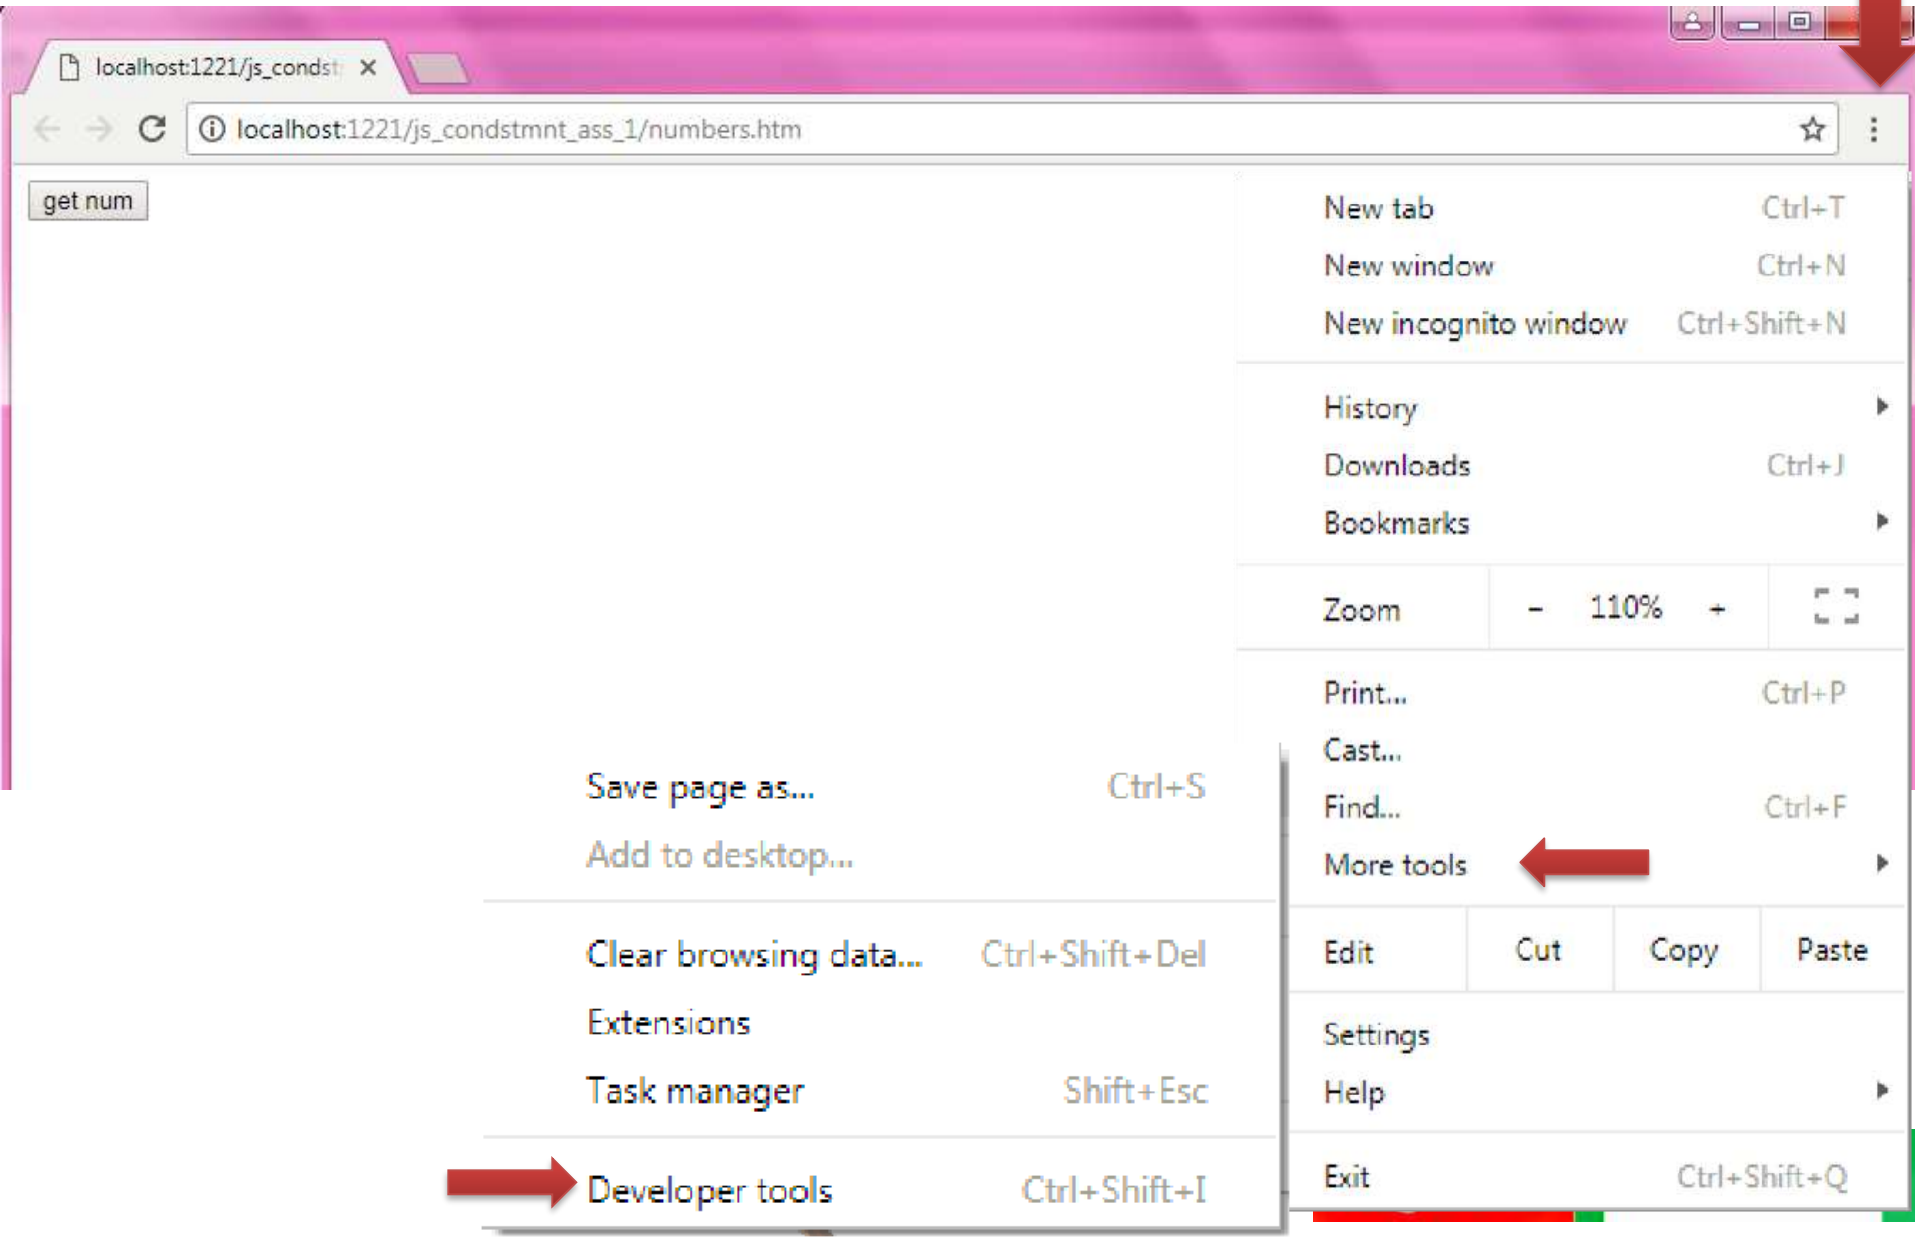 localhost:1221/js_condst
localhost:1221/js_condstmnt_ass_1/numbers.htm
get num
New tab Ctrl+T
New window Ctrl+N
New incognito window Ctrl+Shift+N
History
Downloads Ctrl+J
Bookmarks
Zoom - 110% +
Print... Ctrl+P
Cast...
Find... Ctrl+F
More tools
Edit Cut Copy Paste
Settings
Help
Exit Ctrl+Shift+Q
Save page as... Ctrl+S
Add to desktop...
Clear browsing data... Ctrl+Shift+Del
Extensions
Task manager Shift+Esc
Developer tools Ctrl+Shift+I